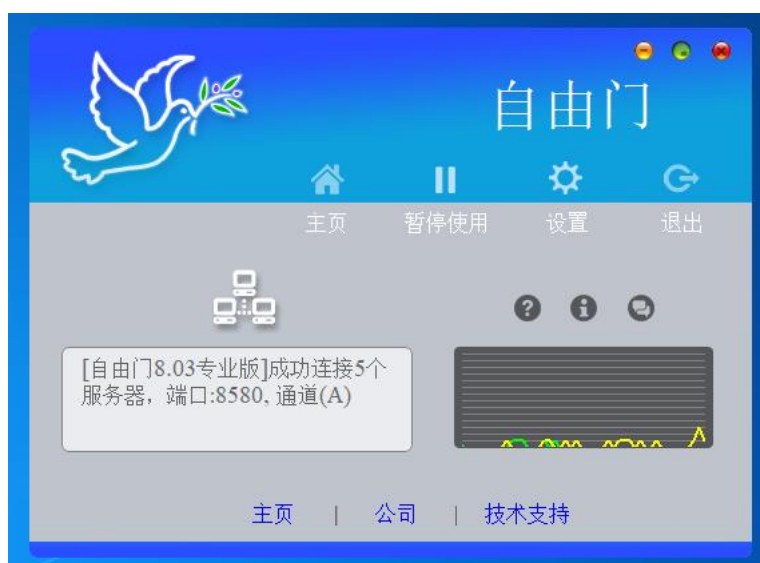 自由门
主页 暂停使用 设置 退出
[自由门8.03专业版]成功连接5个
服务器，端口:8580, 通道(A)
主页 | 公司 | 技术支持